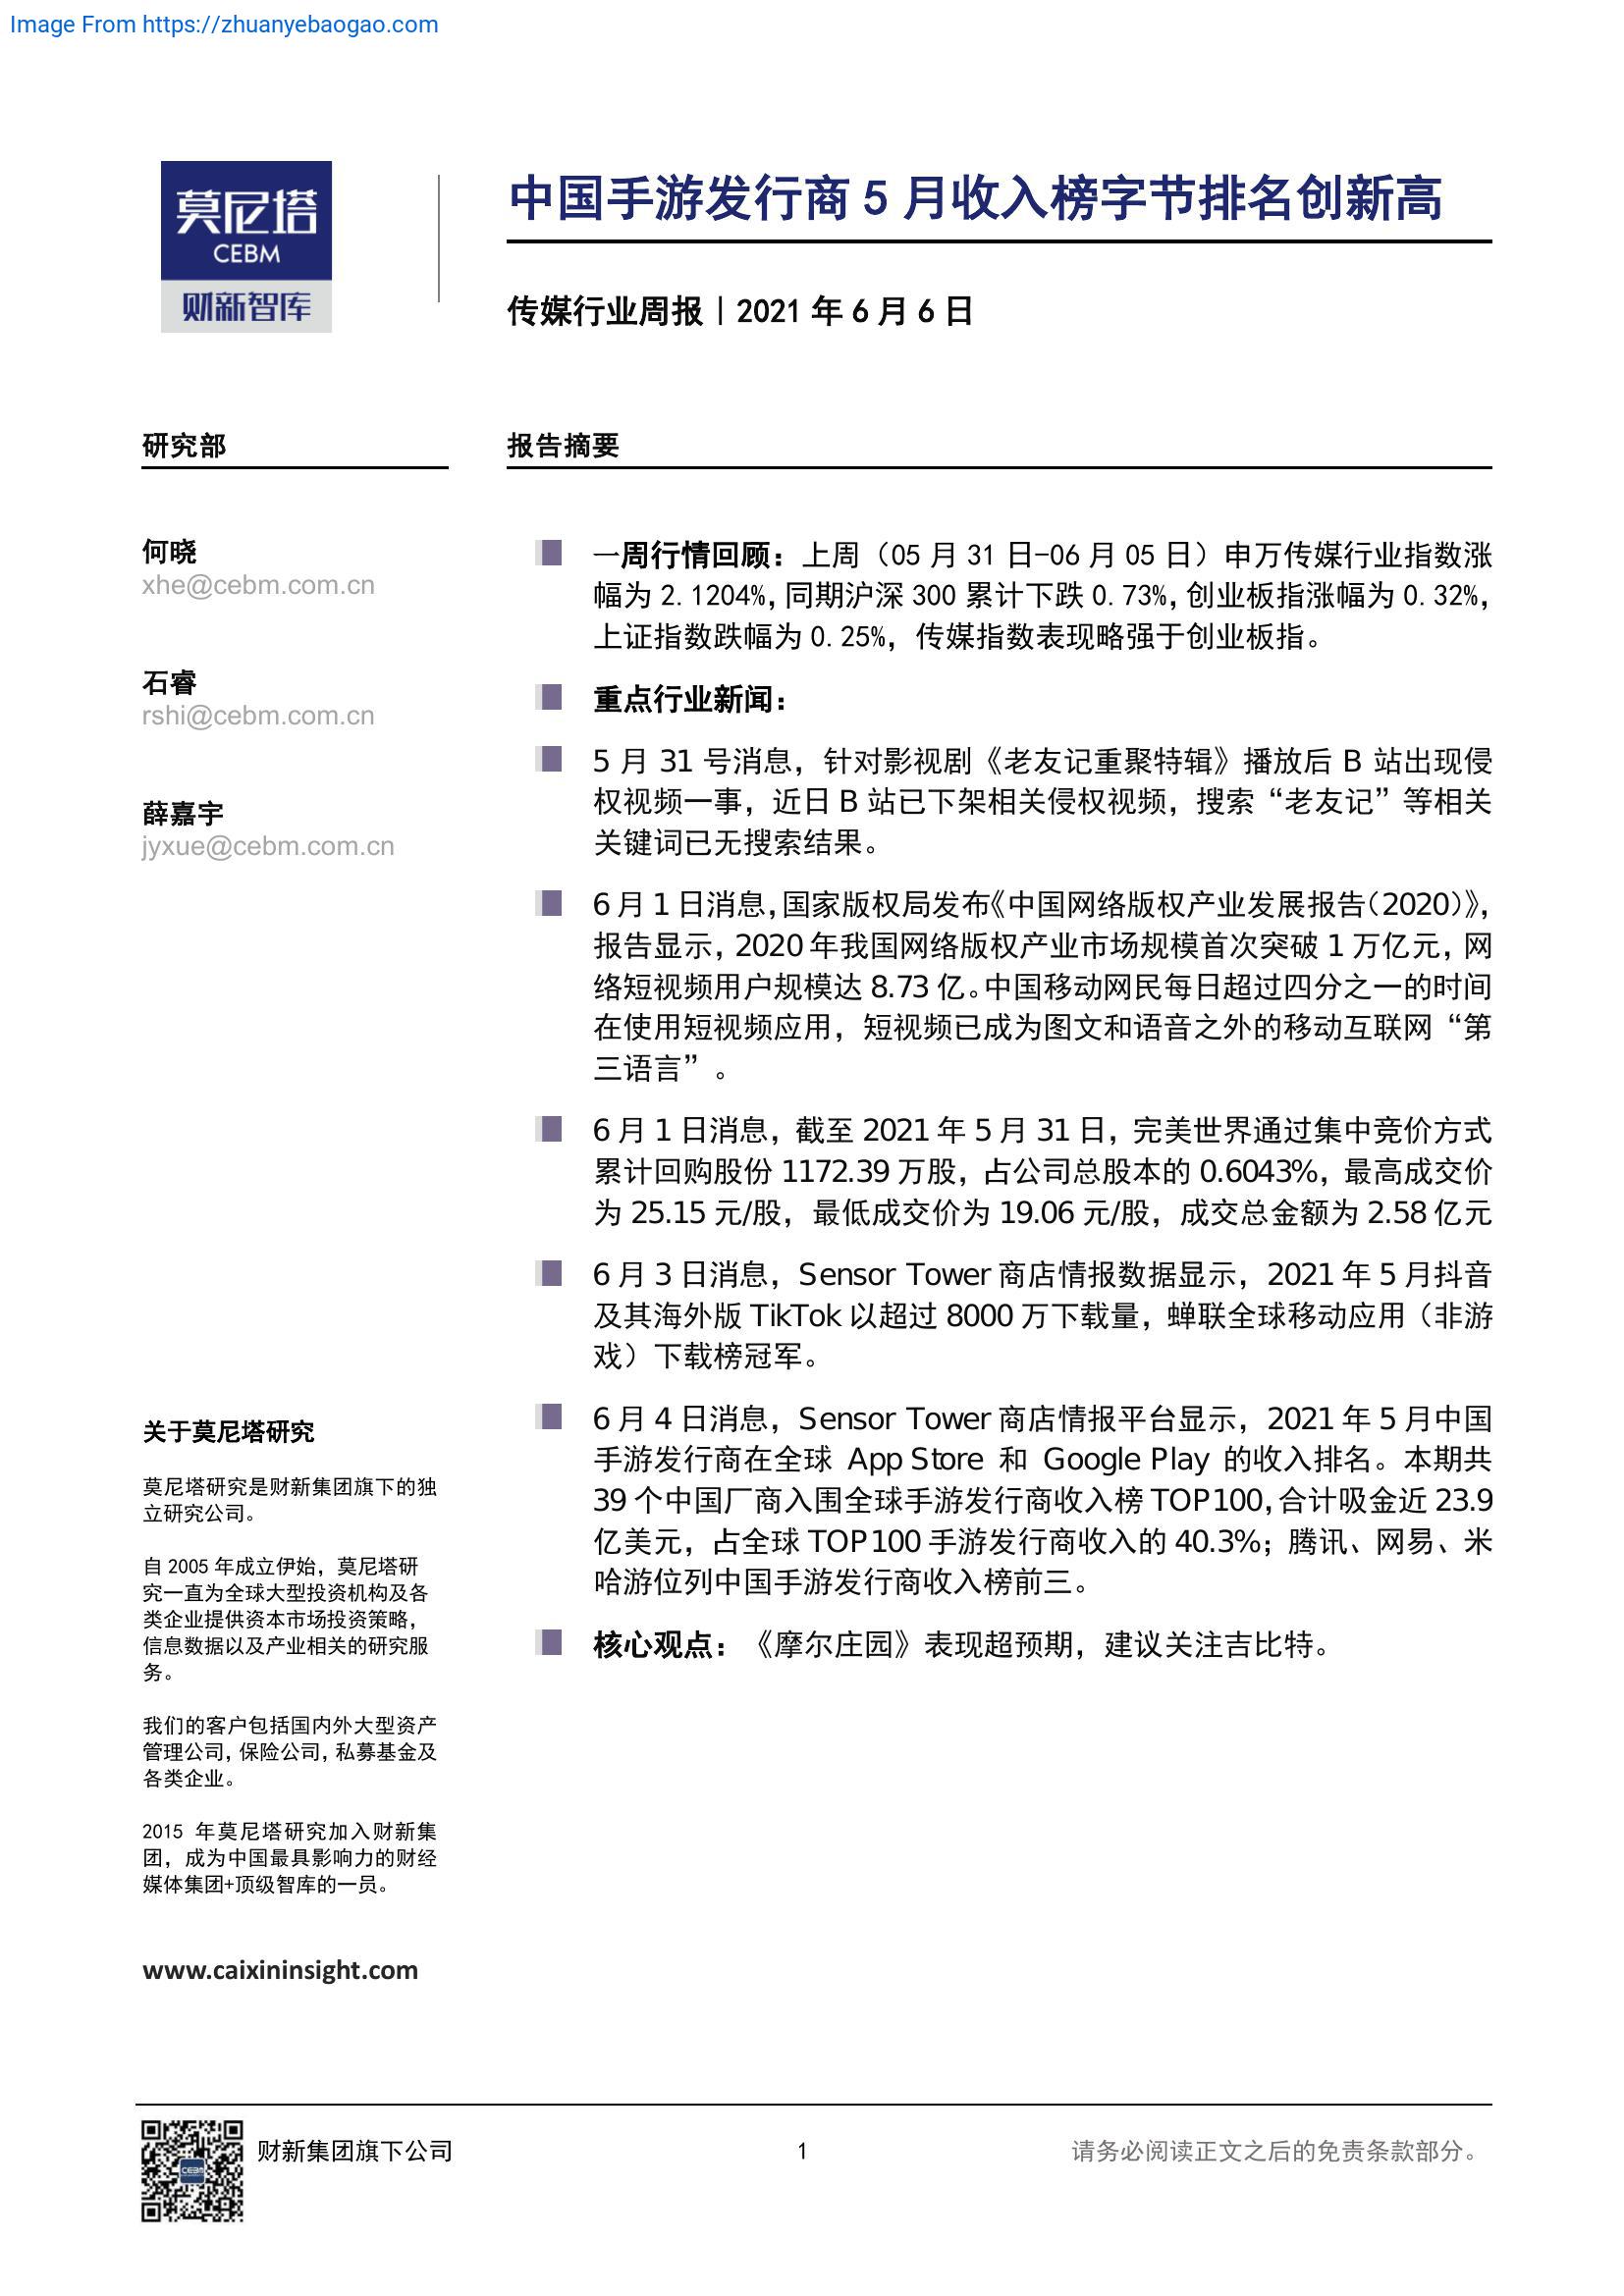 Image From https://zhuanyebaogao.com
莫尼塔
CEBM
财新智库
中国手游发行商 5 月收入榜字节排名创新高
传媒行业周报｜2021 年 6 月 6 日
研究部
何晓
xhe@cebm.com.cn
石睿
rshi@cebm.com.cn
薛嘉宇
jyxue@cebm.com.cn
关于莫尼塔研究
莫尼塔研究是财新集团旗下的独
立研究公司。
自 2005 年成立伊始，莫尼塔研
究一直为全球大型投资机构及各
类企业提供资本市场投资策略，
信息数据以及产业相关的研究服
务。
我们的客户包括国内外大型资产
管理公司，保险公司，私募基金及
各类企业。
2015 年莫尼塔研究加入财新集
团，成为中国最具影响力的财经
媒体集团+顶级智库的一员。
www.caixininsight.com
报告摘要
一周行情回顾：上周（05 月 31 日-06 月 05 日）申万传媒行业指数涨
幅为 2.1204%，同期沪深 300 累计下跌 0.73%，创业板指涨幅为 0.32%，
上证指数跌幅为 0.25%，传媒指数表现略强于创业板指。
重点行业新闻：
5 月 31 号消息，针对影视剧《老友记重聚特辑》播放后 B 站出现侵
权视频一事，近日 B 站已下架相关侵权视频，搜索“老友记”等相关
关键词已无搜索结果。
6 月 1 日消息，国家版权局发布《中国网络版权产业发展报告（2020）》，
报告显示，2020 年我国网络版权产业市场规模首次突破 1 万亿元，网
络短视频用户规模达 8.73 亿。中国移动网民每日超过四分之一的时间
在使用短视频应用，短视频已成为图文和语音之外的移动互联网“第
三语言”。
6 月 1 日消息，截至 2021 年 5 月 31 日，完美世界通过集中竞价方式
累计回购股份 1172.39 万股，占公司总股本的 0.6043%，最高成交价
为 25.15 元/股，最低成交价为 19.06 元/股，成交总金额为 2.58 亿元
6 月 3 日消息，Sensor Tower 商店情报数据显示，2021 年 5 月抖音
及其海外版 TikTok 以超过 8000 万下载量，蝉联全球移动应用（非游
戏）下载榜冠军。
6 月 4 日消息，Sensor Tower 商店情报平台显示，2021 年 5 月中国
手游发行商在全球 App Store 和 Google Play 的收入排名。本期共
39 个中国厂商入围全球手游发行商收入榜 TOP100，合计吸金近 23.9
亿美元，占全球 TOP100 手游发行商收入的 40.3%；腾讯、网易、米
哈游位列中国手游发行商收入榜前三。
核心观点：《摩尔庄园》表现超预期，建议关注吉比特。
CEBM
财新集团旗下公司
1
请务必阅读正文之后的免责条款部分。